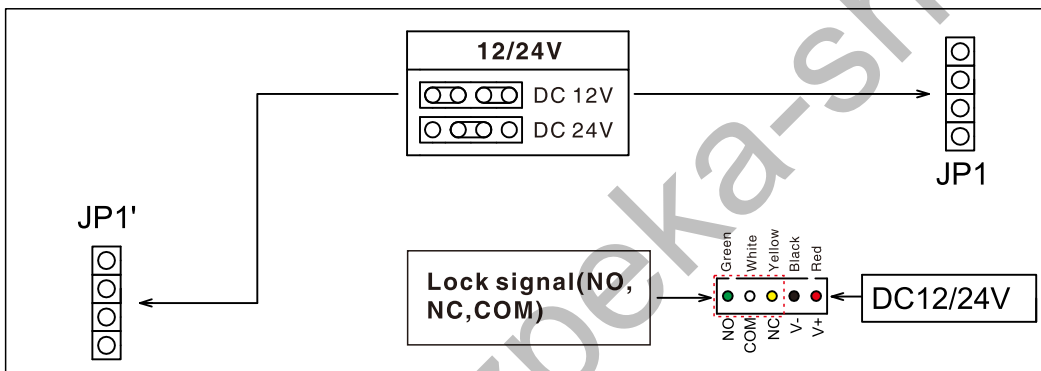 12/24V
DC 12V
DC 24V
JP1
JP1'
Lock signal(NO,
NC,COM)
Green
White
Yellow
Black
Red
NO
COM
NC
V-
V+
DC12/24V